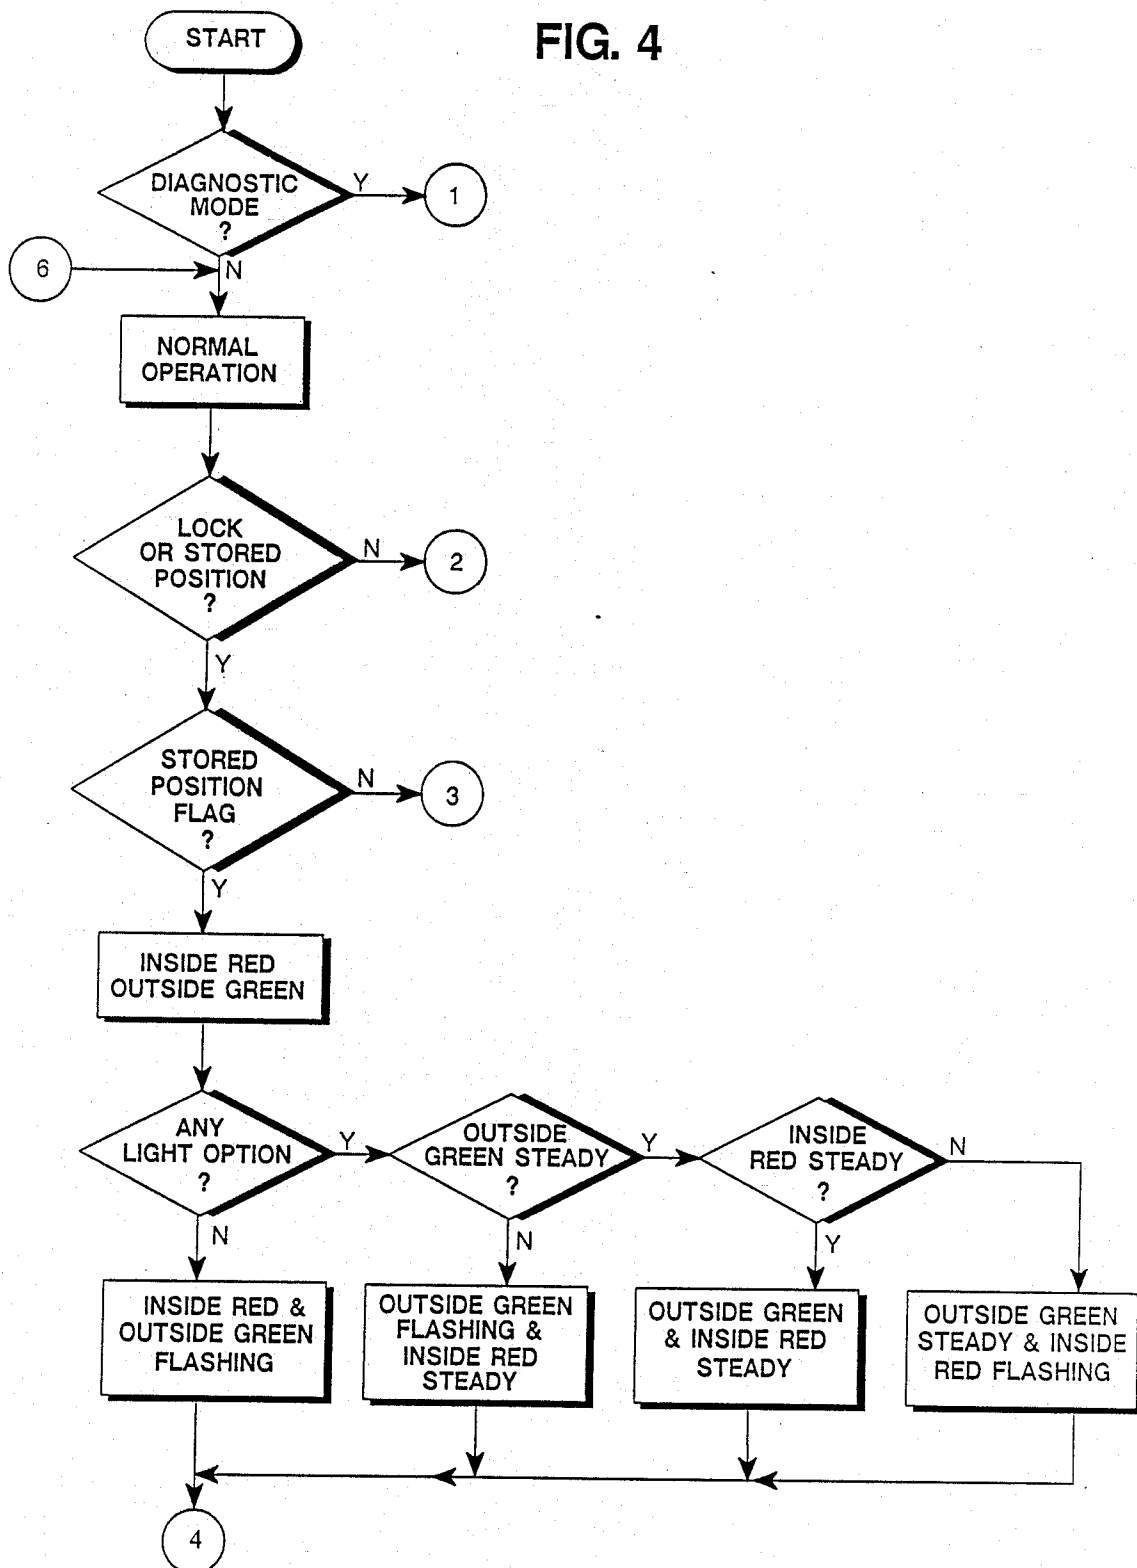 START
FIG. 4
DIAGNOSTIC
MODE
?
Y
1
6
N
NORMAL
OPERATION
LOCK
OR STORED
POSITION
?
N
2
Y
STORED
POSITION
FLAG
?
N
3
Y
INSIDE RED
OUTSIDE GREEN
ANY
LIGHT OPTION
?
Y
OUTSIDE
GREEN STEADY
?
Y
INSIDE
RED STEADY
?
N
N
N
Y
INSIDE RED &
OUTSIDE GREEN
FLASHING
OUTSIDE GREEN
FLASHING &
INSIDE RED
STEADY
OUTSIDE GREEN
& INSIDE RED
STEADY
OUTSIDE GREEN
STEADY & INSIDE
RED FLASHING
4